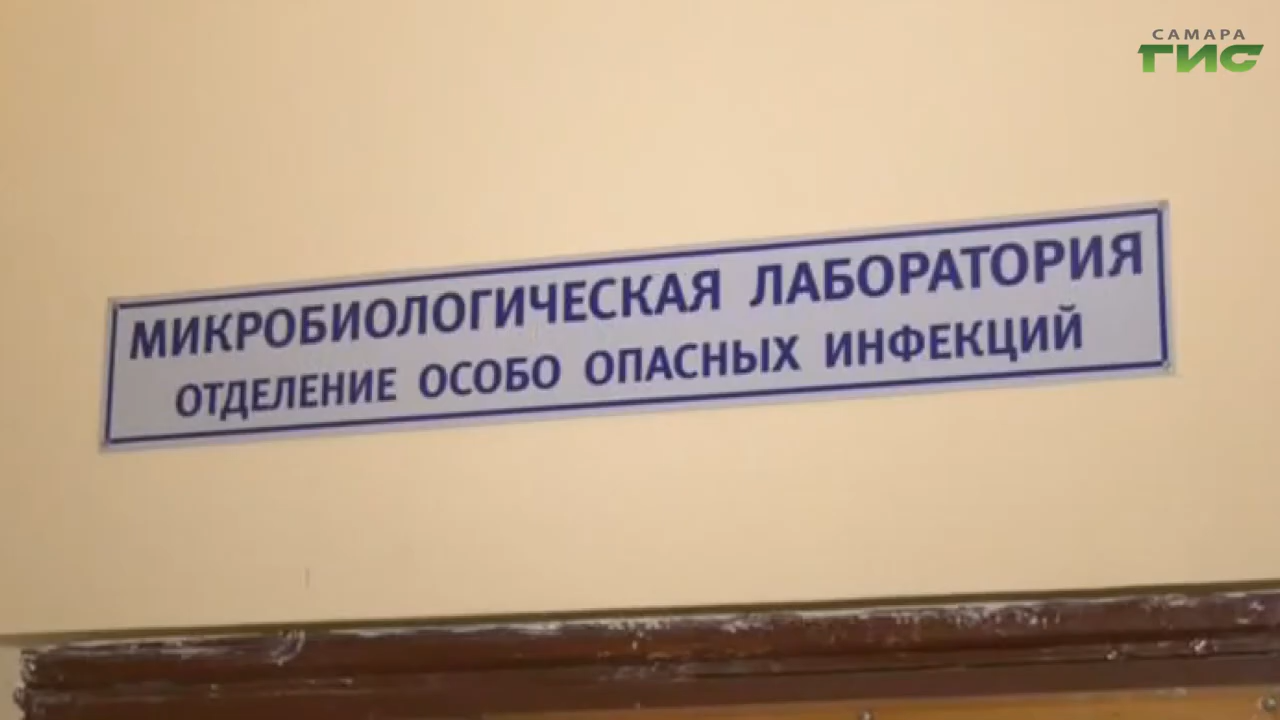 САМАРА
ГИС
МИКРОБИОЛОГИЧЕСКАЯ ЛАБОРАТОРИЯ
ОТДЕЛЕНИЕ ОСОБО ОПАСНЫХ ИНФЕКЦИЙ